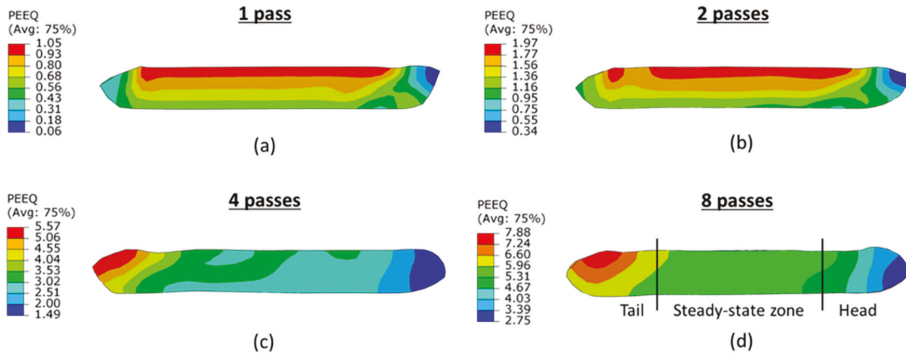 1 pass
PEEQ
(Avg: 75%)
1.05
0.93
0.80
0.68
0.56
0.43
0.31
0.18
0.06
(a)
2 passes
PEEQ
(Avg: 75%)
1.97
1.77
1.56
1.36
1.16
0.95
0.75
0.55
0.34
(b)
4 passes
PEEQ
(Avg: 75%)
5.57
5.06
4.55
4.04
3.53
3.02
2.51
2.00
1.49
(c)
8 passes
PEEQ
(Avg: 75%)
7.88
7.24
6.60
5.96
5.31
4.67
4.03
3.39
2.75
Tail
Steady-state zone
Head
(d)